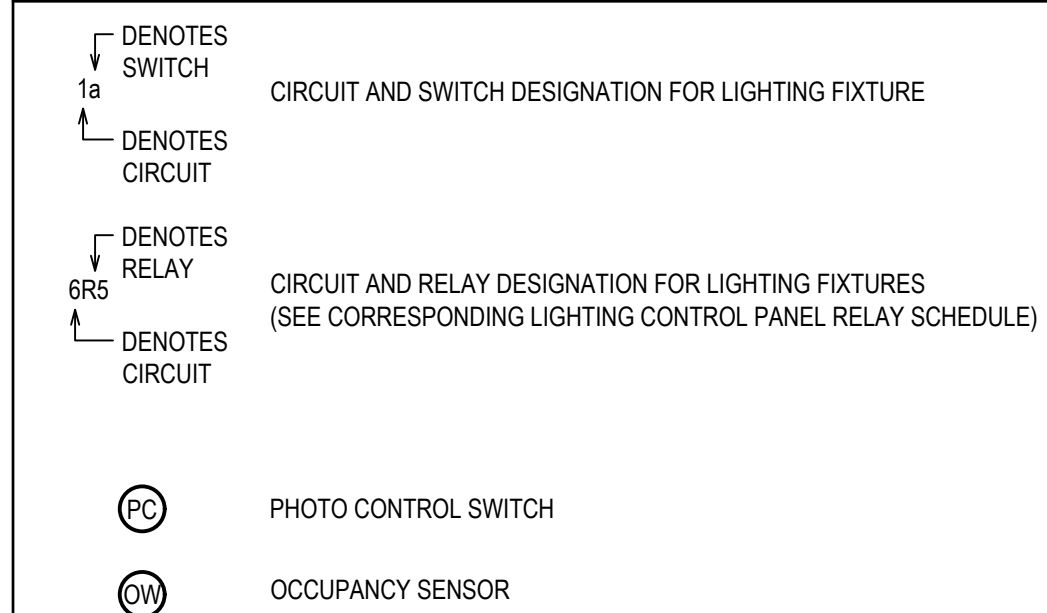 DENOTES
SWITCH
1a
CIRCUIT AND SWITCH DESIGNATION FOR LIGHTING FIXTURE
DENOTES
CIRCUIT
DENOTES
RELAY
6R5
CIRCUIT AND RELAY DESIGNATION FOR LIGHTING FIXTURES
(SEE CORRESPONDING LIGHTING CONTROL PANEL RELAY SCHEDULE)
DENOTES
CIRCUIT
PC PHOTO CONTROL SWITCH
OW OCCUPANCY SENSOR